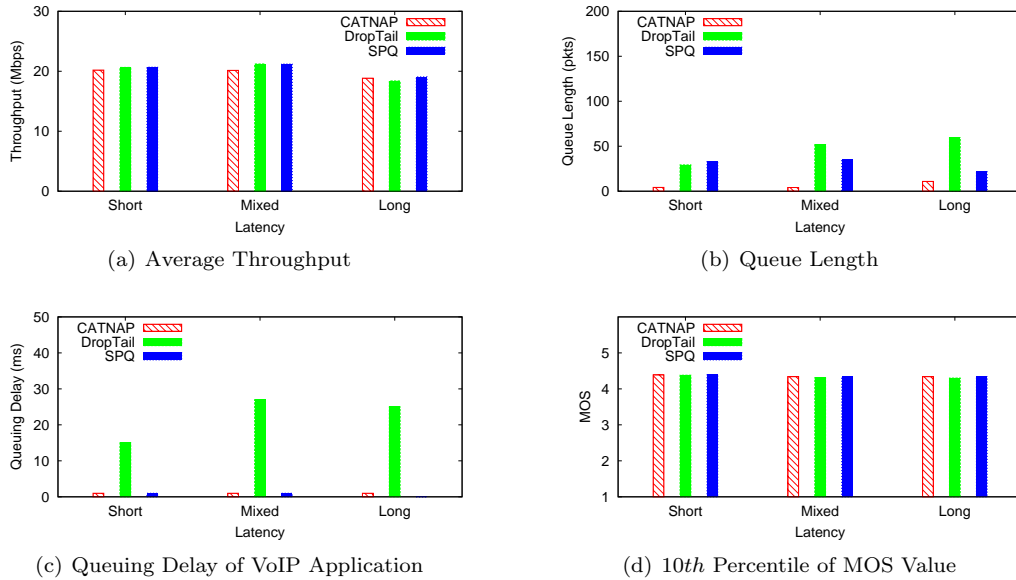 30
20
10
0
Throughput (Mbps)
CATNAP
DropTail
SPQ
Short Mixed Long
Latency
(a) Average Throughput
200
150
100
50
0
Queue Length (pkts)
CATNAP
DropTail
SPQ
Short Mixed Long
Latency
(b) Queue Length
50
40
30
20
10
0
Queuing Delay (ms)
CATNAP
DropTail
SPQ
Short Mixed Long
Latency
(c) Queuing Delay of VoIP Application
5
4
3
2
1
MOS
CATNAP
DropTail
SPQ
Short Mixed Long
Latency
(d) 10th Percentile of MOS Value